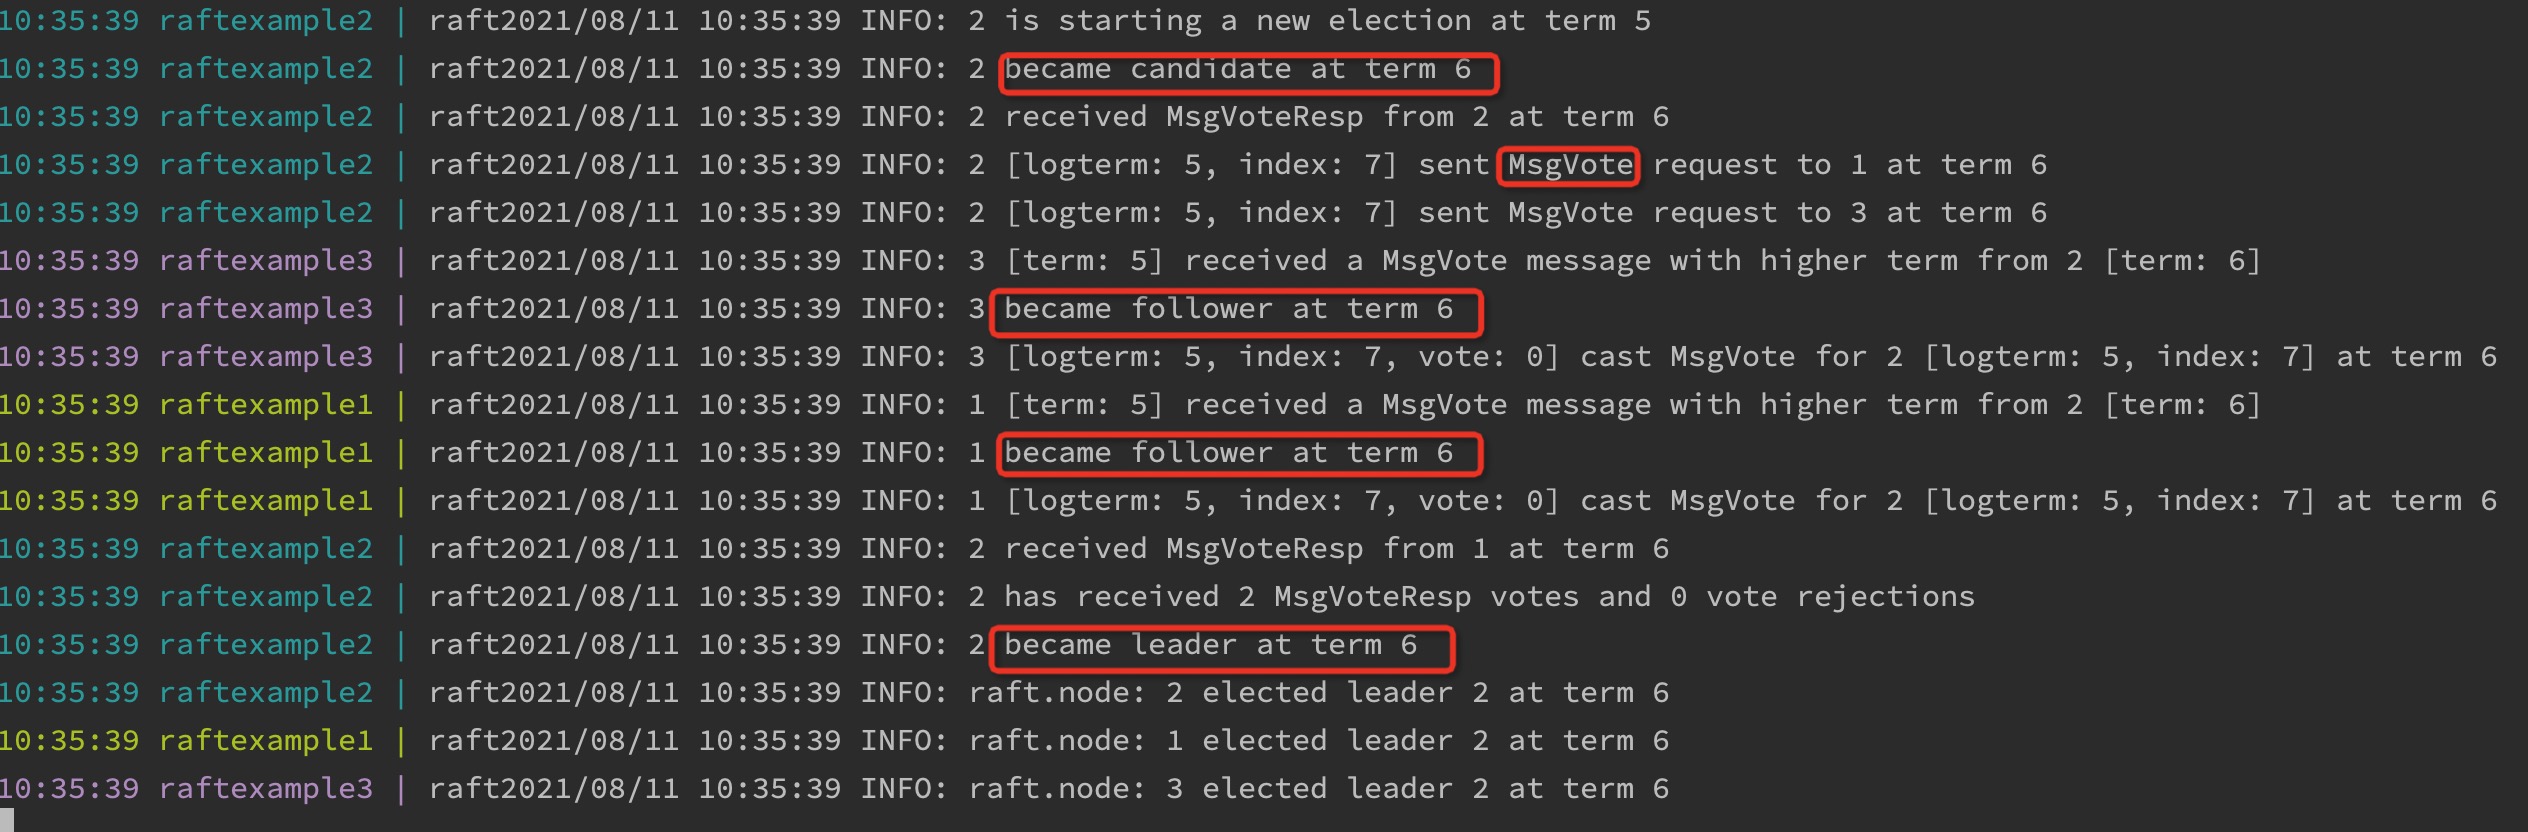 10:35:39 raftexample2 | raft2021/08/11 10:35:39 INFO: 2 is starting a new election at term 5
10:35:39 raftexample2 | raft2021/08/11 10:35:39 INFO: 2 became candidate at term 6
10:35:39 raftexample2 | raft2021/08/11 10:35:39 INFO: 2 received MsgVoteResp from 2 at term 6
10:35:39 raftexample2 | raft2021/08/11 10:35:39 INFO: 2 [logterm: 5, index: 7] sent MsgVote request to 1 at term 6
10:35:39 raftexample2 | raft2021/08/11 10:35:39 INFO: 2 [logterm: 5, index: 7] sent MsgVote request to 3 at term 6
10:35:39 raftexample3 | raft2021/08/11 10:35:39 INFO: 3 [term: 5] received a MsgVote message with higher term from 2 [term: 6]
10:35:39 raftexample3 | raft2021/08/11 10:35:39 INFO: 3 became follower at term 6
10:35:39 raftexample3 | raft2021/08/11 10:35:39 INFO: 3 [logterm: 5, index: 7, vote: 0] cast MsgVote for 2 [logterm: 5, index: 7] at term 6
10:35:39 raftexample1 | raft2021/08/11 10:35:39 INFO: 1 [term: 5] received a MsgVote message with higher term from 2 [term: 6]
10:35:39 raftexample1 | raft2021/08/11 10:35:39 INFO: 1 became follower at term 6
10:35:39 raftexample1 | raft2021/08/11 10:35:39 INFO: 1 [logterm: 5, index: 7, vote: 0] cast MsgVote for 2 [logterm: 5, index: 7] at term 6
10:35:39 raftexample2 | raft2021/08/11 10:35:39 INFO: 2 received MsgVoteResp from 1 at term 6
10:35:39 raftexample2 | raft2021/08/11 10:35:39 INFO: 2 has received 2 MsgVoteResp votes and 0 vote rejections
10:35:39 raftexample2 | raft2021/08/11 10:35:39 INFO: 2 became leader at term 6
10:35:39 raftexample2 | raft2021/08/11 10:35:39 INFO: raft.node: 2 elected leader 2 at term 6
10:35:39 raftexample1 | raft2021/08/11 10:35:39 INFO: raft.node: 1 elected leader 2 at term 6
10:35:39 raftexample3 | raft2021/08/11 10:35:39 INFO: raft.node: 3 elected leader 2 at term 6